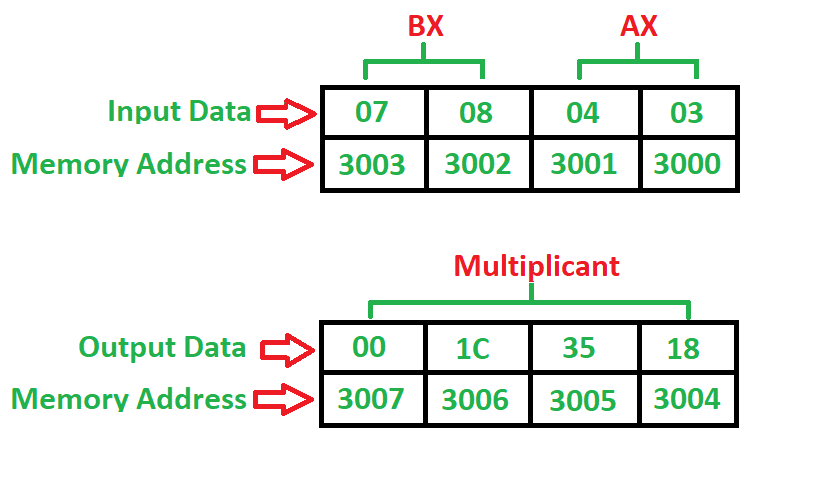 BX AX
Input Data 07 08 04 03
Memory Address 3003 3002 3001 3000
Multiplicant
Output Data 00 1C 35 18
Memory Address 3007 3006 3005 3004